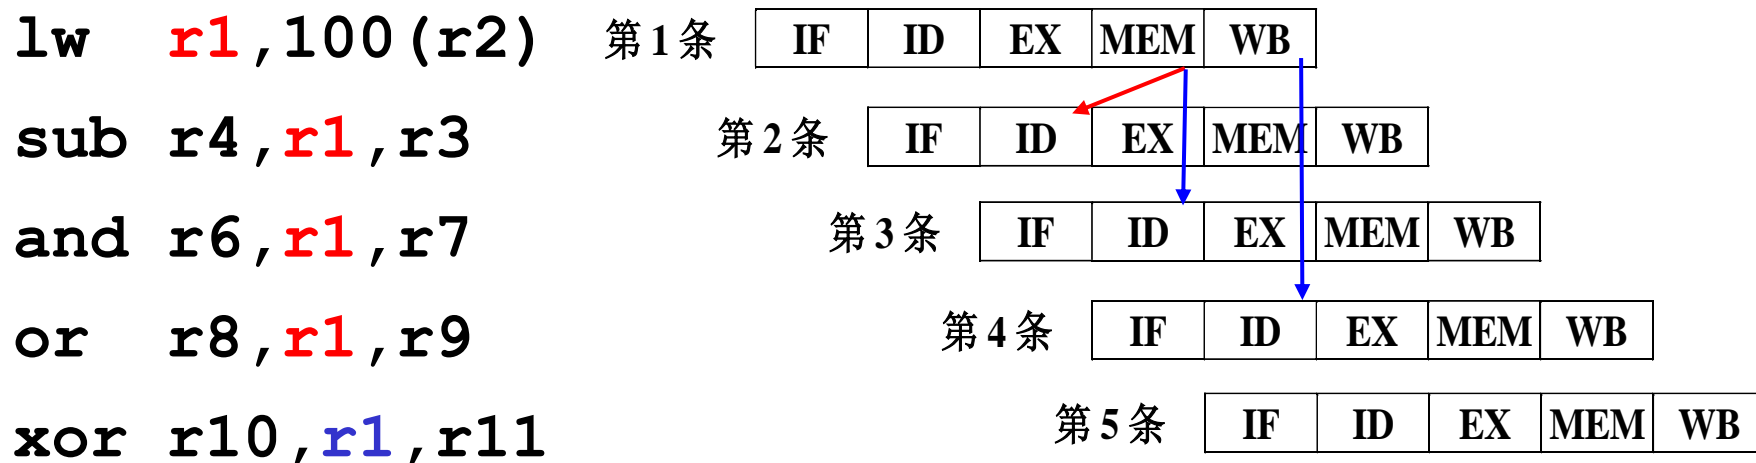 lw r1,100(r2) 第1条 IF ID EX MEM WB
sub r4,r1,r3 第2条 IF ID EX MEM WB
and r6,r1,r7 第3条 IF ID EX MEM WB
or r8,r1,r9 第4条 IF ID EX MEM WB
xor r10,r1,r11 第5条 IF ID EX MEM WB